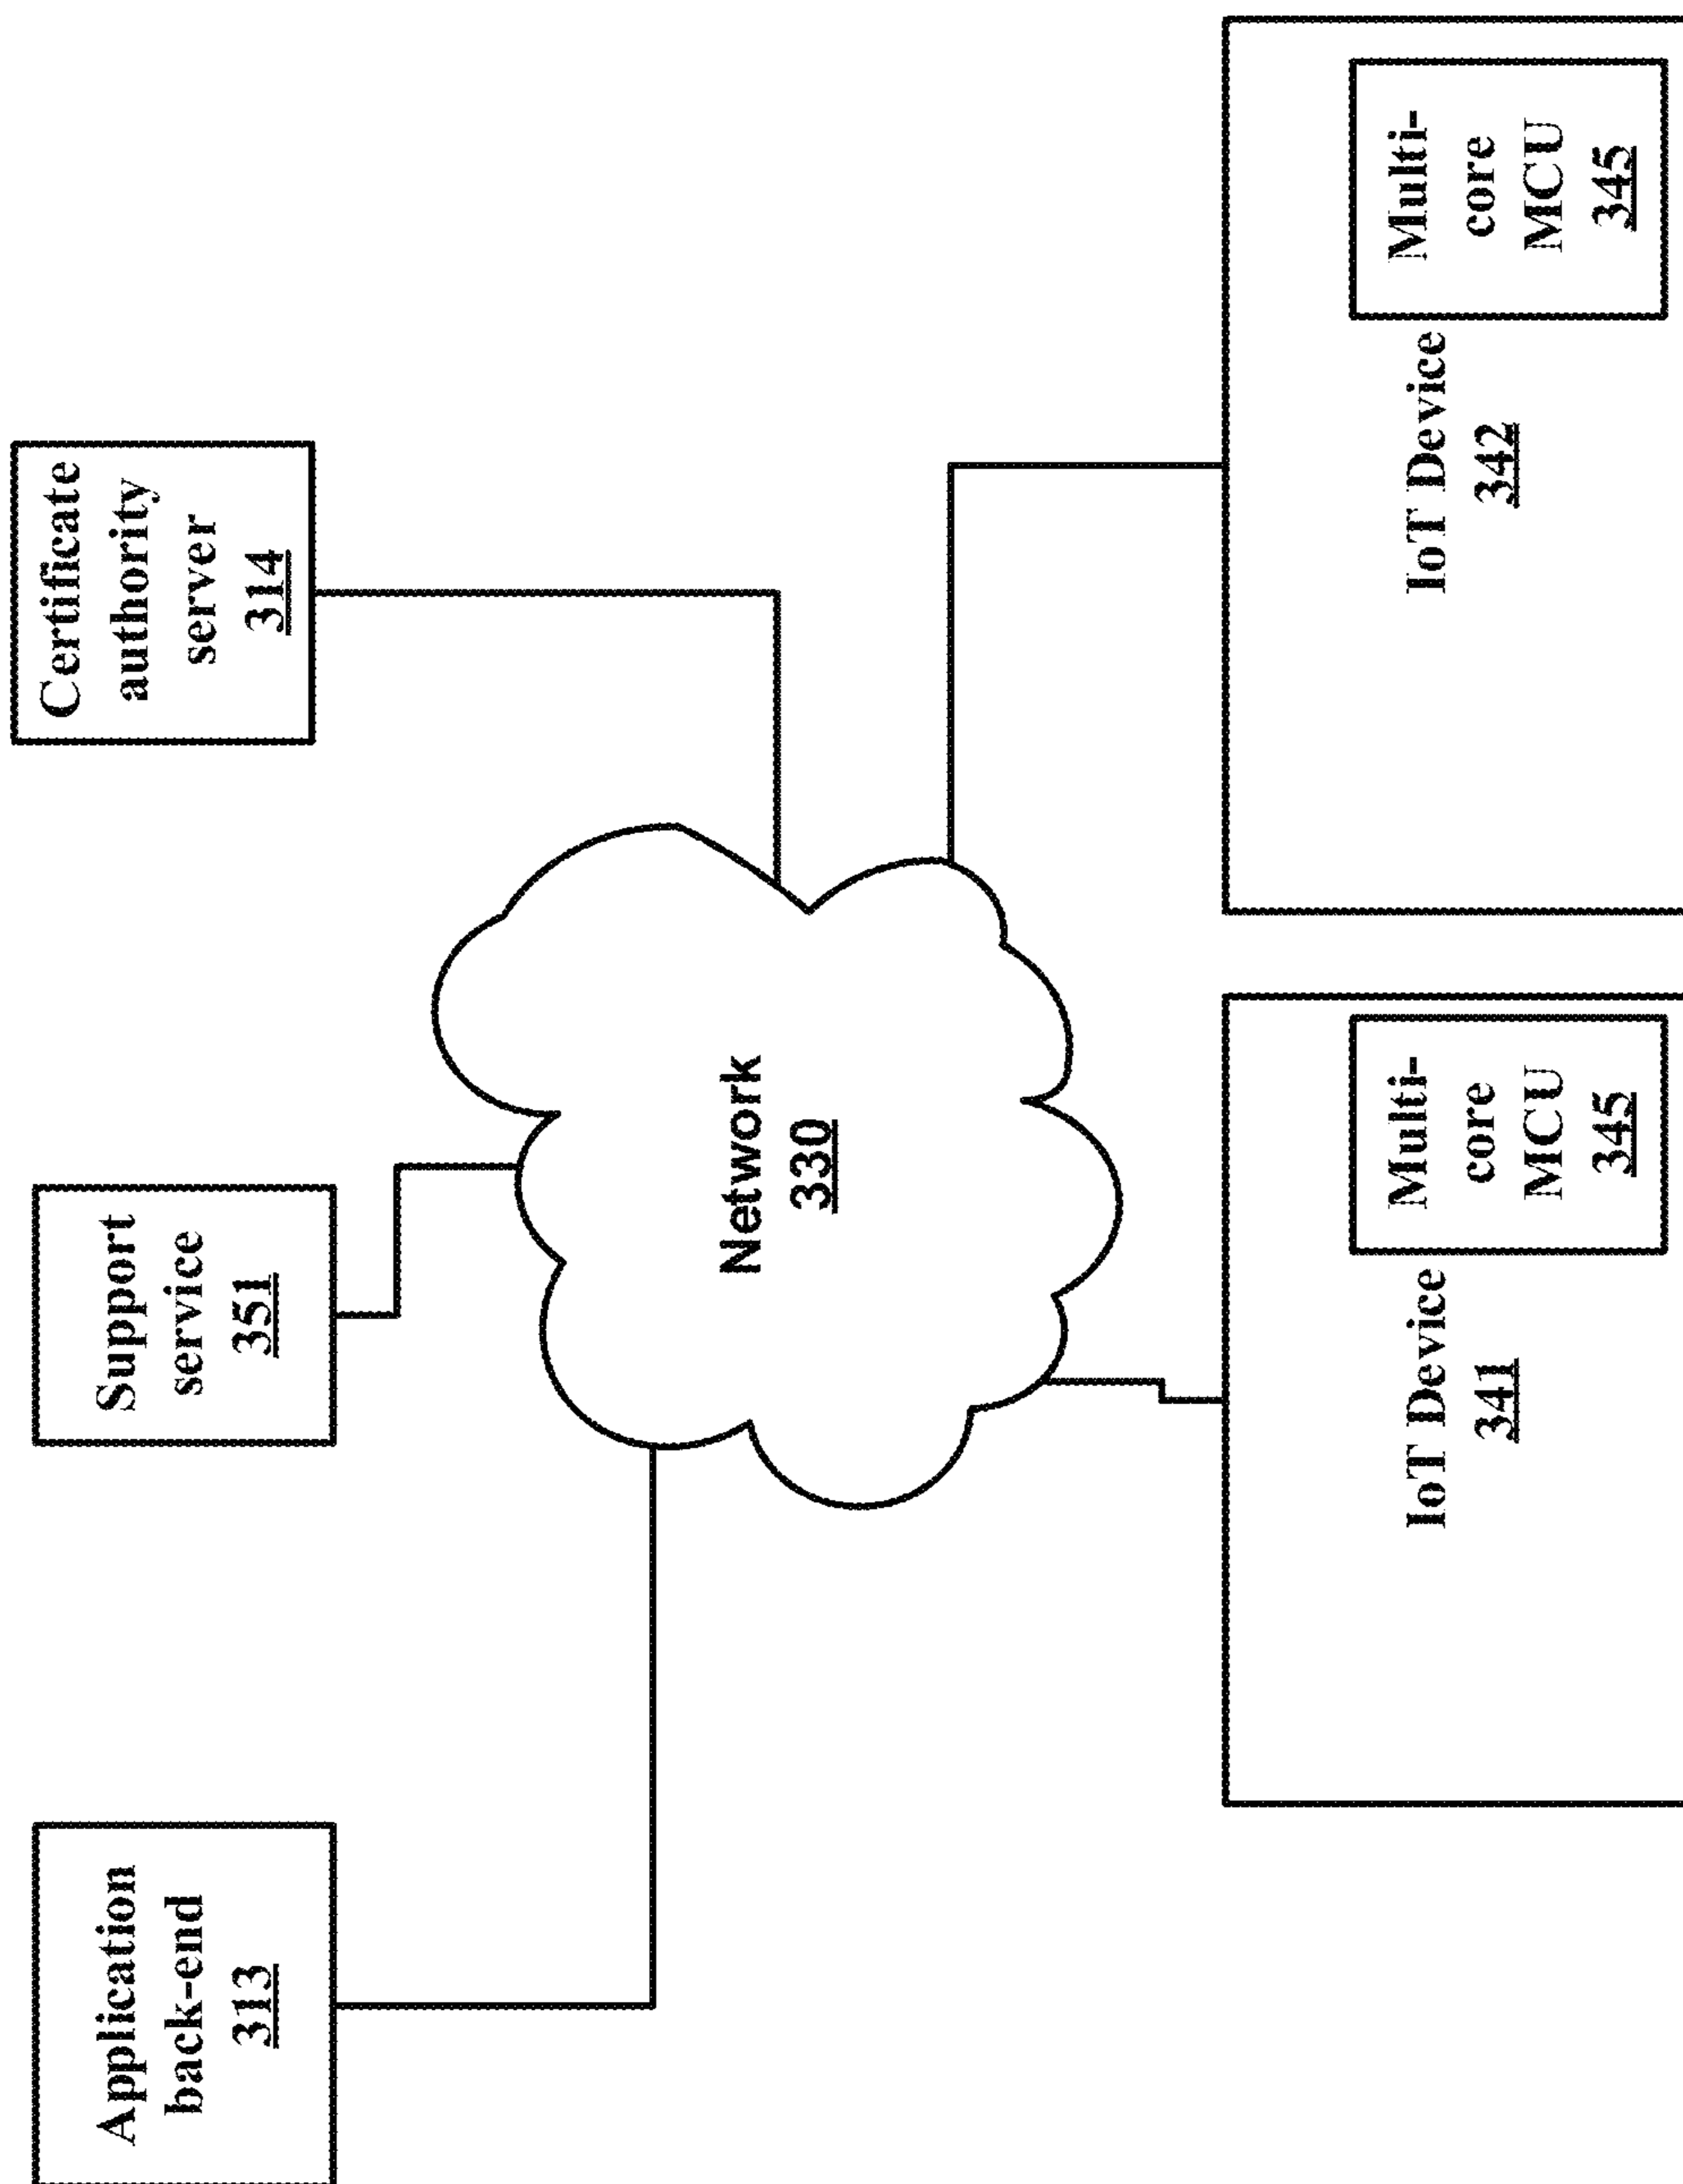 Application
back-end
313
Support
service
351
Certificate
authority
server
314
Network
330
IoT Device
341
Multi-
core
MCU
345
IoT Device
342
Multi-
core
MCU
345